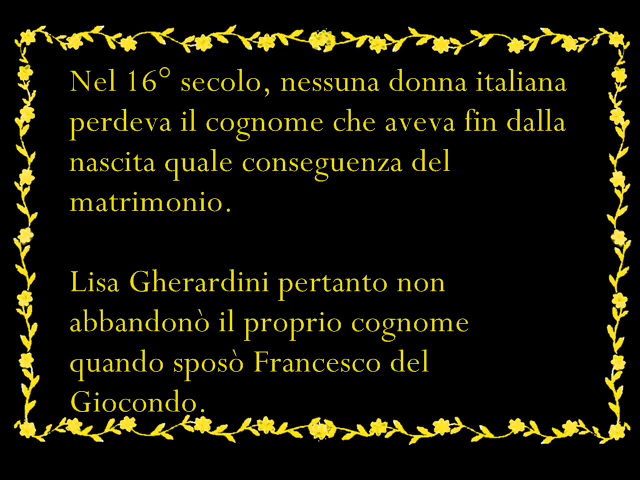 Nel 16° secolo, nessuna donna italiana
perdeva il cognome che aveva fin dalla
nascita quale conseguenza del
matrimonio.
Lisa Gherardini pertanto non
abbandonò il proprio cognome
quando sposò Francesco del
Giocondo.